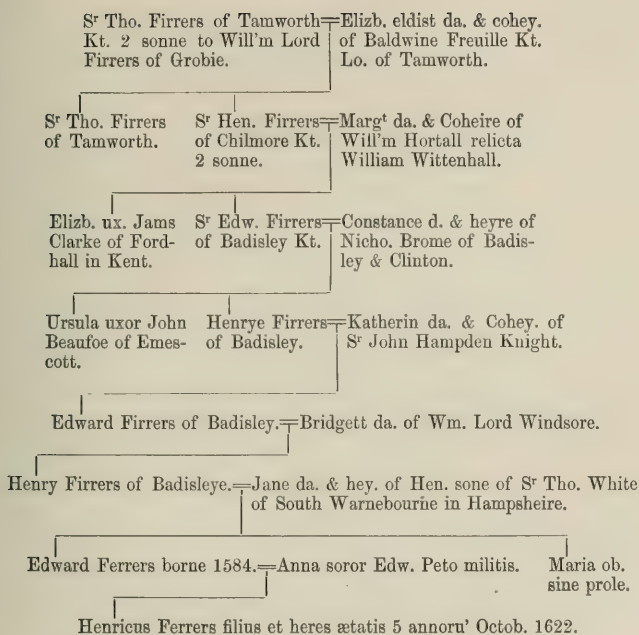 Sʳ Tho. Firrers of Tamworth
Kt. 2 sonne to Will'm Lord
Firrers of Grobie.
Elizb. eldist da. & cohey.
of Baldwine Freuille Kt.
Lo. of Tamworth.
Sʳ Tho. Firrers
of Tamworth.
Sʳ Hen. Firrers
of Chilmore Kt.
2 sonne.
Margᵗ da. & Coheire of
Will'm Hortall relicta
William Wittenhall.
Elizb. ux. Jams
Clarke of Ford-
hall in Kent.
Sʳ Edw. Firrers
of Badisley Kt.
Constance d. & heyre of
Nicho. Brome of Badis-
ley & Clinton.
Ursula uxor John
Beaufoe of Emes-
cott.
Henrye Firrers
of Badisley.
Katherin da. & Cohey. of
Sʳ John Hampden Knight.
Edward Firrers of Badisley.
Bridgett da. of Wm. Lord Windsore.
Henry Firrers of Badisleye.
Jane da. & hey. of Hen. sone of Sʳ Tho. White
of South Warnebourne in Hampsheire.
Edward Ferrers borne 1584.
Anna soror Edw. Peto militis.
Maria ob.
sine prole.
Henricus Ferrers filius et heres ætatis 5 annoru' Octob. 1622.